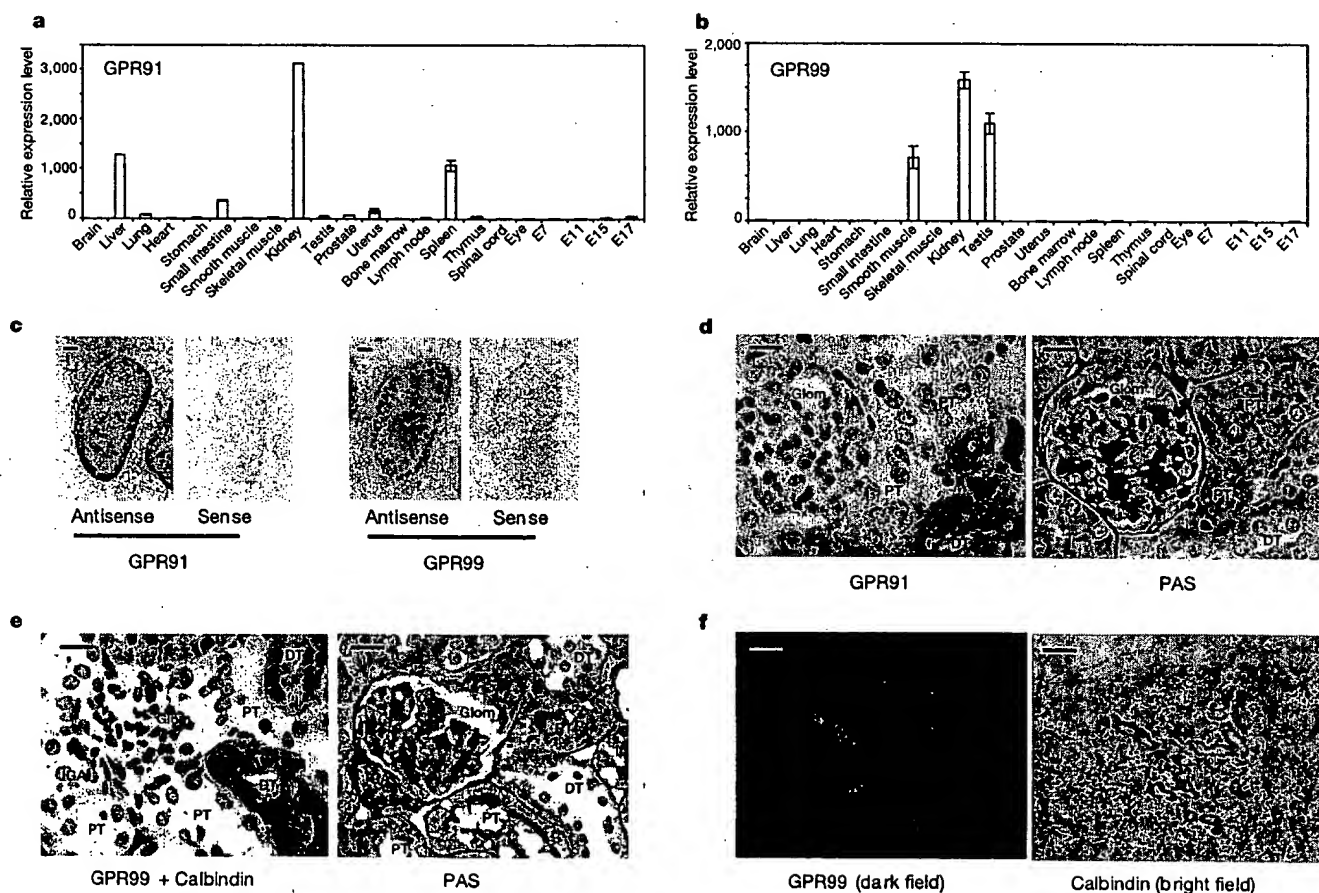 a
GPR91
Relative expression level
3,000
2,000
1,000
0
Brain
Liver
Lung
Heart
Stomach
Small intestine
Smooth muscle
Skeletal muscle
Kidney
Testis
Prostate
Uterus
Bone marrow
Lymph node
Spleen
Thymus
Spinal cord
Eye
E7
E11
E15
E17
b
GPR99
Relative expression level
2,000
1,000
0
Brain
Liver
Lung
Heart
Stomach
Small intestine
Smooth muscle
Skeletal muscle
Kidney
Testis
Prostate
Uterus
Bone marrow
Lymph node
Spleen
Thymus
Spinal cord
Eye
E7
E11
E15
E17
c
Antisense
Sense
GPR91
Antisense
Sense
GPR99
d
Glom
PT
PT
DT
GPR91
Glom
PT
PT
DT
PAS
e
DT
PT
JGA
PT
PT
GPR99 + Calbindin
Glom
DT
DT
PT
PT
PAS
f
GPR99 (dark field)
Calbindin (bright field)